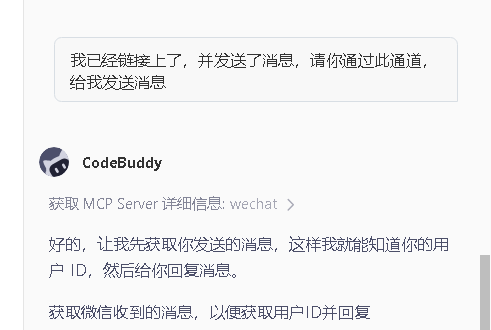 我已经链接上了，并发送了消息，请你通过此通道，
给我发送消息
CodeBuddy
获取 MCP Server 详细信息: wechat
好的，让我先获取你发送的消息，这样我就能知道你的用
户 ID，然后给你回复消息。
获取微信收到的消息，以便获取用户ID并回复